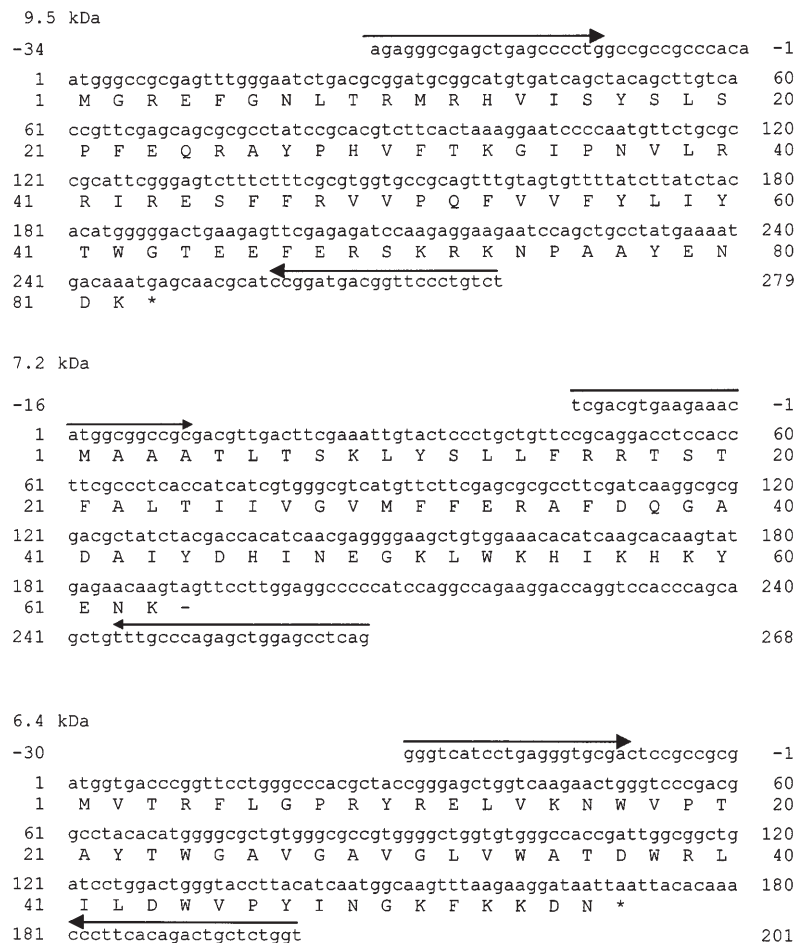 9.5 kDa
-34 agagggcgagctgagcccctggccgccgcccaca -1
1 atgggccgcgagtttgggaatctgacgcggatgcggcatgtgatcagctacagcttgtca 60
1 M G R E F G N L T R M R H V I S Y S L S 20
61 ccgttcgagcagcgcgcctatccgcacgtcttcactaaaggaatccccaatgttctgcgc 120
21 P F E Q R A Y P H V F T K G I P N V L R 40
121 cgcattcgggagtctttctttcgcgtggtgccgcagtttgtagtgttttatcttatctac 180
41 R I R E S F F R V V P Q F V V F Y L I Y 60
181 acatgggggactgaagagttcgagagatccaagaggaagaatccagctgcctatgaaaat 240
41 T W G T E E F E R S K R K N P A A Y E N 80
241 gacaaatgagcaacgcatccggatgacggttccctgtct 279
81 D K *
7.2 kDa
-16 tcgacgtgaagaaac -1
1 atggcggccgcgacgttgacttcgaaattgtactccctgctgttccgcaggacctccacc 60
1 M A A A T L T S K L Y S L L F R R T S T 20
61 ttcgccctcaccatcatcgtgggcgtcatgttcttcgagcgcgccttcgatcaaggcgcg 120
21 F A L T I I V G V M F F E R A F D Q G A 40
121 gacgctatctacgaccacatcaacgaggggaagctgtggaaacacatcaagcacaagtat 180
41 D A I Y D H I N E G K L W K H I K H K Y 60
181 gagaacaagtagttccttggaggcccccatccaggccagaaggaccaggtccacccagca 240
61 E N K -
241 gctgtttgcccagagctggagcctcag 268
6.4 kDa
-30 gggtcatcctgagggtgcgactccgccgcg -1
1 atggtgacccggttcctgggcccacgctaccgggagctggtcaagaactgggtcccgacg 60
1 M V T R F L G P R Y R E L V K N W V P T 20
61 gcctacacatggggcgctgtgggcgccgtggggctggtgtgggccaccgattggcggctg 120
21 A Y T W G A V G A V G L V W A T D W R L 40
121 atcctggactgggtaccttacatcaatggcaagtttaagaaggataattaattacacaaa 180
41 I L D W V P Y I N G K F K K D N *
181 cccttcacagactgctctggt 201